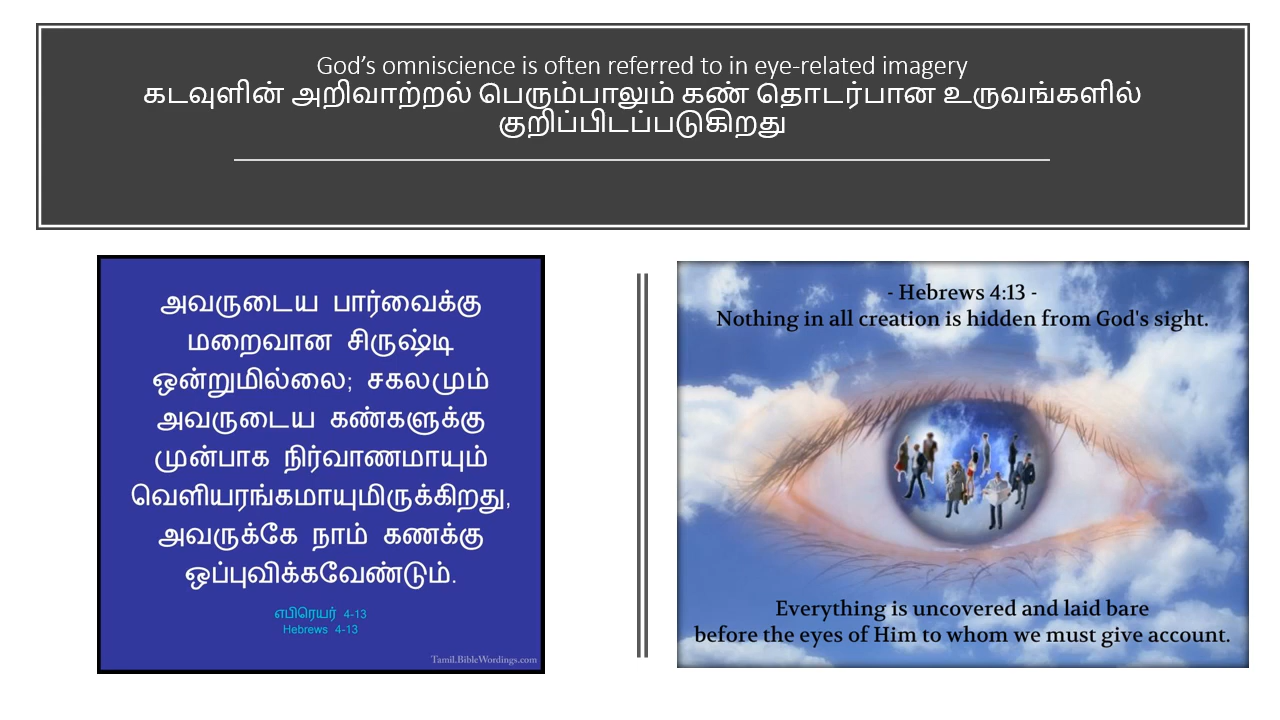 God’s omniscience is often referred to in eye-related imagery
கடவுளின் அறிவாற்றல் பெரும்பாலும் கண் தொடர்பான உருவங்களில்
குறிப்பிடப்படுகிறது
அவருடைய பார்வைக்கு
மறைவான சிருஷ்டி
ஒன்றுமில்லை; சகலமும்
அவருடைய கண்களுக்கு
முன்பாக நிர்வாணமாயும்
வெளியரங்கமாயுமிருக்கிறது,
அவருக்கே நாம் கணக்கு
ஒப்புவிக்கவேண்டும்.
எபிரெயர் 4-13
Hebrews 4-13
Tamil.BibleWordings.com
- Hebrews 4:13 -
Nothing in all creation is hidden from God's sight.
Everything is uncovered and laid bare
before the eyes of Him to whom we must give account.